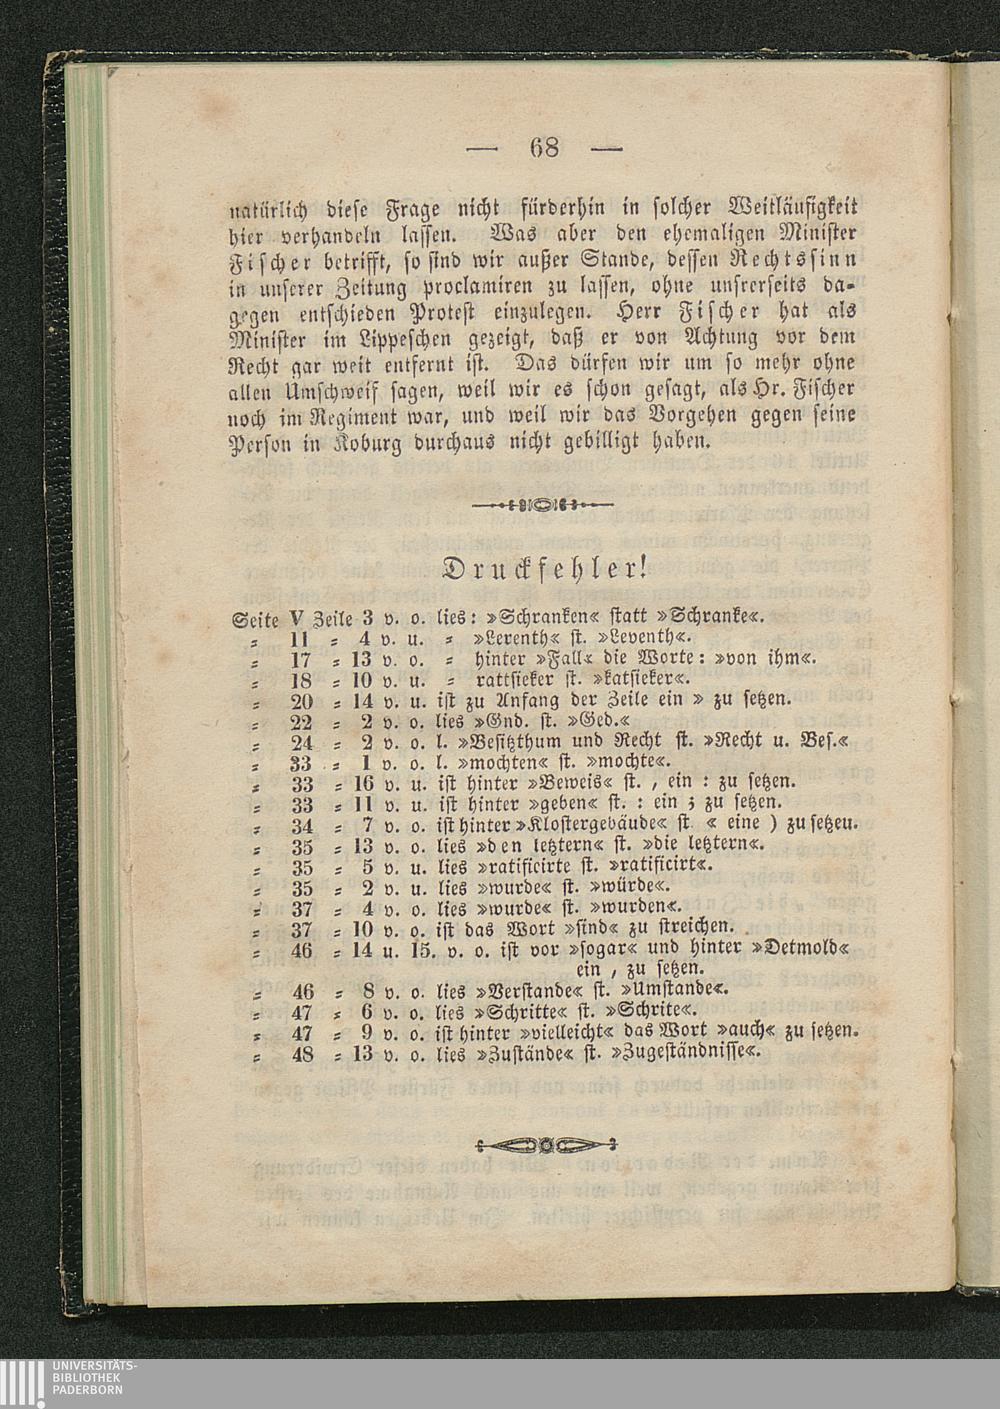 — 68 —
natürlich diese Frage nicht fürderhin in solcher Weitläufigkeit
hier verhandeln lassen. Was aber den ehemaligen Minister
Fischer betrifft, so sind wir außer Stande, dessen Rechtssinn
in unserer Zeitung proclamiren zu lassen, ohne unsrerseits da=
gegen entschieden Protest einzulegen. Herr Fischer hat als
Minister im Lippeschen gezeigt, daß er von Achtung vor dem
Recht gar weit entfernt ist. Das dürfen wir um so mehr ohne
allen Umschweif sagen, weil wir es schon gesagt, als Hr. Fischer
noch im Regiment war, und weil wir das Vorgehen gegen seine
Person in Koburg durchaus nicht gebilligt haben.
Druckfehler!
Seite V Zeile 3 v. o. lies: »Schranken« statt »Schranke«.
= 11 = 4 v. u. = »Lerenth« st. »Leventh«.
= 17 = 13 v. o. = hinter »Fall« die Worte: »von ihm«.
= 18 = 10 v. u. = rattsieker st. »katsieker«.
= 20 = 14 v. u. ist zu Anfang der Zeile ein » zu setzen.
= 22 = 2 v. o. lies »Gnd. st. »Ged.«
= 24 = 2 v. o. l. »Besitzthum und Recht st. »Recht u. Bes.«
= 33 = 1 v. o. l. »mochten« st. »mochte«.
= 33 = 16 v. u. ist hinter »Beweis« st. , ein : zu setzen.
= 33 = 11 v. u. ist hinter »geben« st. : ein ; zu setzen.
= 34 = 7 v. o. ist hinter »Klostergebäude« st « eine ) zu setzeu.
= 35 = 13 v. o. lies »den letztern« st. »die letztern«.
= 35 = 5 v. u. lies »ratificirte st. »ratificirt«.
= 35 = 2 v. u. lies »wurde« st. »würde«.
= 37 = 4 v. o. lies »wurde« st. »wurden«.
= 37 = 10 v. o. ist das Wort »sind« zu streichen.
= 46 = 14 u. 15. v. o. ist vor »sogar« und hinter »Detmold«
ein , zu setzen.
= 46 = 8 v. o. lies »Verstande« st. »Umstande«.
= 47 = 6 v. o. lies »Schritte« st. »Schrite«.
= 47 = 9 v. o. ist hinter »vielleicht« das Wort »auch« zu setzen.
= 48 = 13 v. o. lies »Zustände« st. »Zugeständnisse«.
UNIVERSITÄTS-
BIBLIOTHEK
PADERBORN